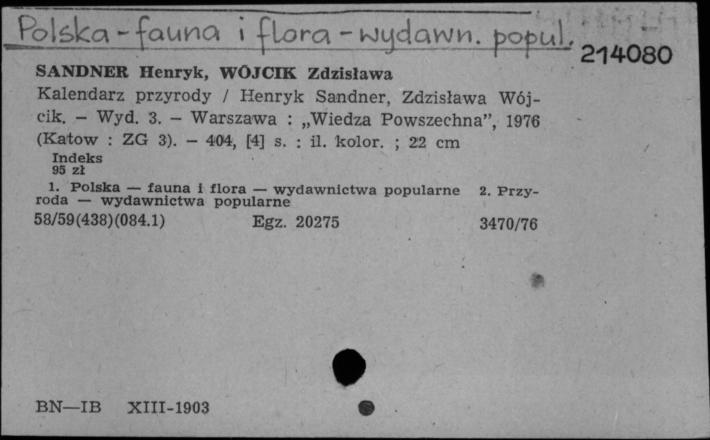 Polska - fauna i flora - wydawn. popul.
214080
SANDNER Henryk, WÓJCIK Zdzisława
Kalendarz przyrody / Henryk Sandner, Zdzisława Wój-
cik. — Wyd. 3. — Warszawa : „Wiedza Powszechna”, 1976
(Katow : ZG 3). — 404, [4] s. : il. kolor. ; 22 cm
Indeks
95 zł
1. Polska — fauna i flora — wydawnictwa popularne 2. Przy-
roda — wydawnictwa popularne
58/59(438)(084.1) Egz. 20275 3470/76
BN—IB XIII-1903